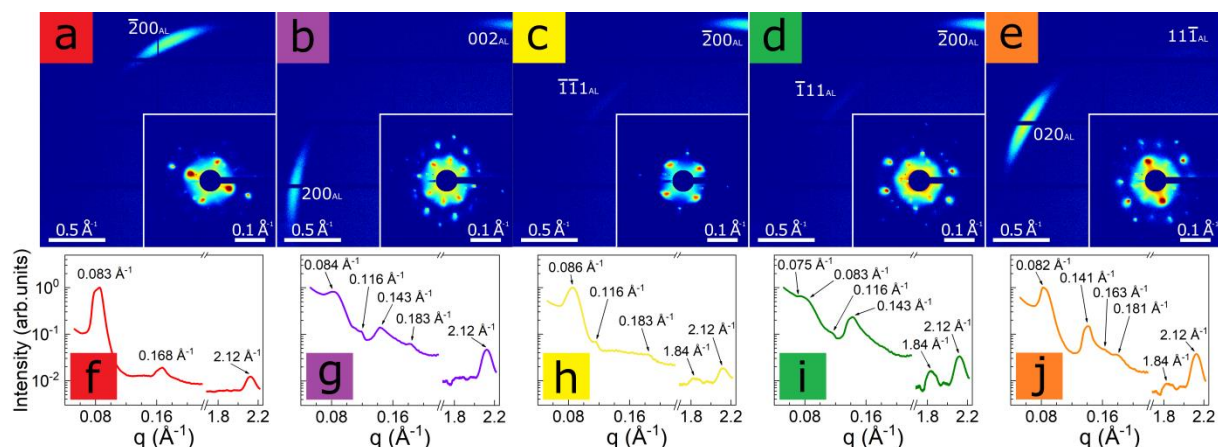 a
2̅00AL
b
002AL
200AL
c
2̅00AL
1̅1̅1AL
d
2̅00AL
1̅11AL
e
111̅AL
020AL
0.5 Å⁻¹
0.1 Å⁻¹
0.5 Å⁻¹
0.1 Å⁻¹
0.5 Å⁻¹
0.1 Å⁻¹
0.5 Å⁻¹
0.1 Å⁻¹
0.5 Å⁻¹
0.1 Å⁻¹
Intensity (arb.units)
10⁰
10⁻¹
10⁻²
0.083 Å⁻¹
0.168 Å⁻¹
2.12 Å⁻¹
f
0.08 0.16 1.8 2.2
q (Å⁻¹)
0.084 Å⁻¹
0.116 Å⁻¹
0.143 Å⁻¹
0.183 Å⁻¹
2.12 Å⁻¹
g
0.08 0.16 1.8 2.2
q (Å⁻¹)
0.086 Å⁻¹
0.116 Å⁻¹
0.183 Å⁻¹
2.12 Å⁻¹
1.84 Å⁻¹
h
0.08 0.16 1.8 2.2
q (Å⁻¹)
0.075 Å⁻¹
0.083 Å⁻¹
0.116 Å⁻¹
0.143 Å⁻¹
2.12 Å⁻¹
1.84 Å⁻¹
i
0.08 0.16 1.8 2.2
q (Å⁻¹)
0.082 Å⁻¹
0.141 Å⁻¹
0.163 Å⁻¹
0.181 Å⁻¹
2.12 Å⁻¹
1.84 Å⁻¹
j
0.08 0.16 1.8 2.2
q (Å⁻¹)